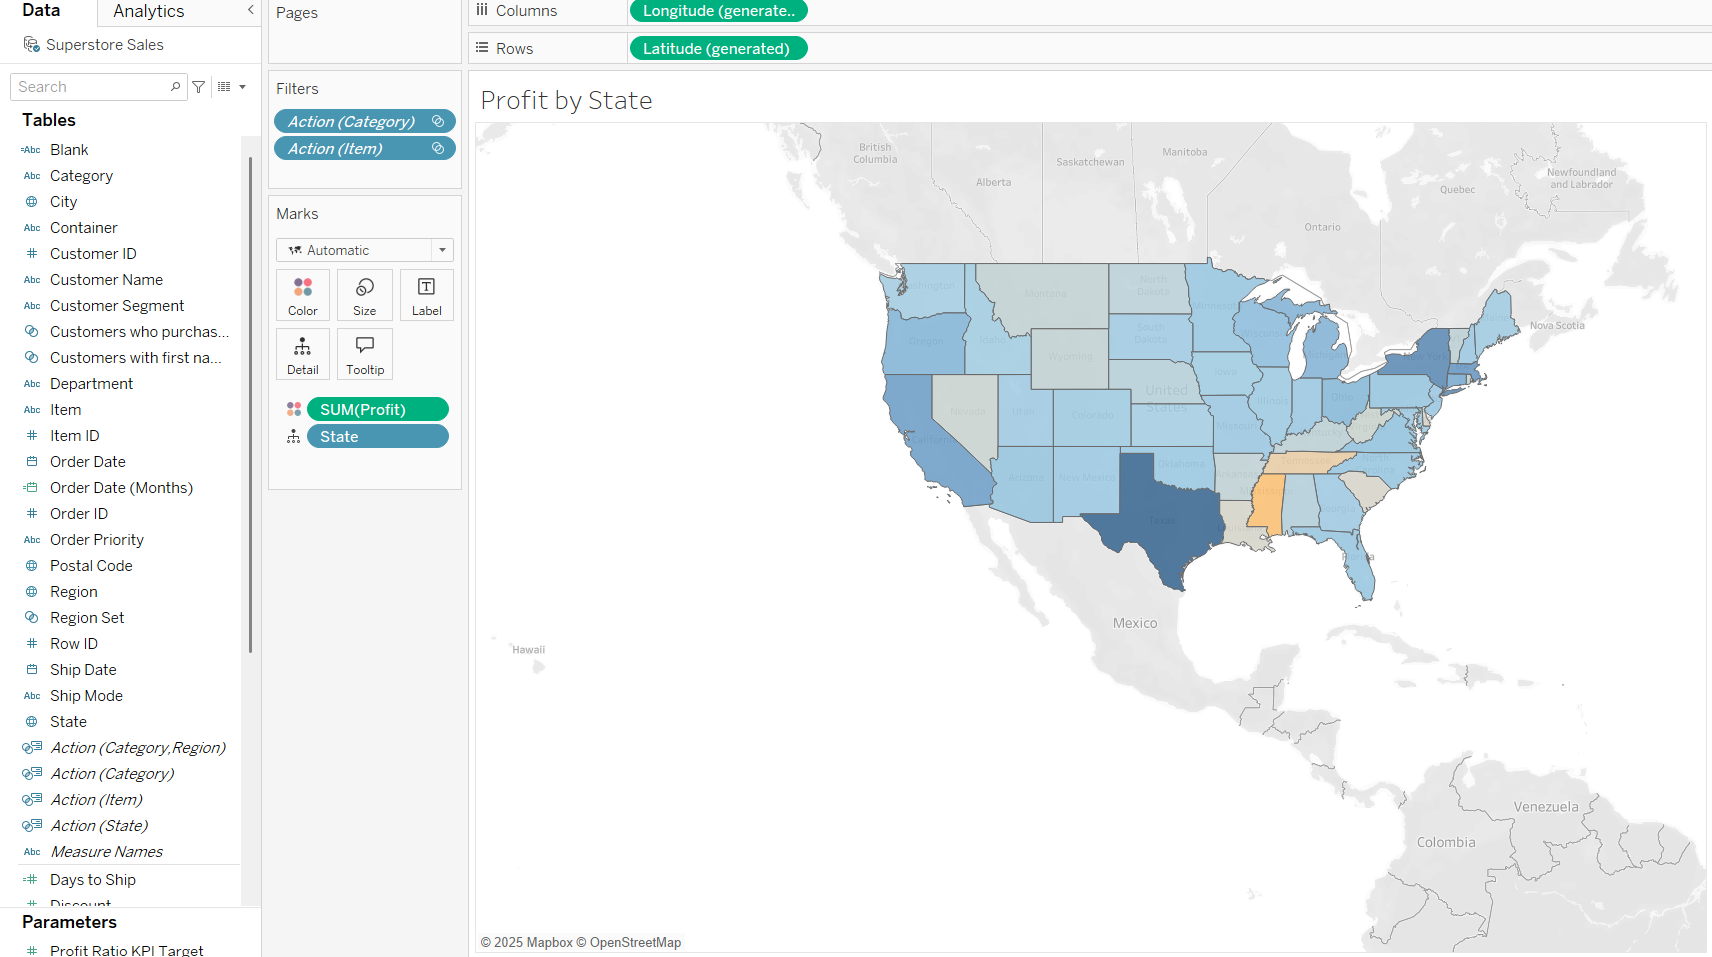 Data
Analytics
Superstore Sales
Search
Tables
=Abc Blank
Abc Category
City
Abc Container
# Customer ID
Abc Customer Name
Abc Customer Segment
Customers who purchas...
Customers with first na...
Abc Department
Abc Item
# Item ID
Order Date
Order Date (Months)
# Order ID
Abc Order Priority
Postal Code
Region
Region Set
# Row ID
Ship Date
Abc Ship Mode
State
Action (Category,Region)
Action (Category)
Action (Item)
Action (State)
Abc Measure Names
=# Days to Ship
# Discount
Parameters
# Profit Ratio KPI Target
Pages
Filters
Action (Category)
Action (Item)
Marks
Automatic
Color
Size
Label
Detail
Tooltip
SUM(Profit)
State
Columns
Longitude (generate..
Rows
Latitude (generated)
Profit by State
British
Columbia
Alberta
Saskatchewan
Manitoba
Ontario
Quebec
Newfoundland
and Labrador
Nova Scotia
Washington
Montana
North
Dakota
Minnesota
Oregon
Idaho
South
Dakota
Wisconsin
Michigan
New York
Maine
Wyoming
Iowa
Nevada
Utah
Colorado
United
States
Illinois
Ohio
Missouri
Kentucky
Virginia
California
Arizona
New Mexico
Oklahoma
Arkansas
Tennessee
North
Carolina
Mississippi
Georgia
Texas
Louisiana
Florida
Mexico
Hawaii
Venezuela
Colombia
© 2025 Mapbox © OpenStreetMap